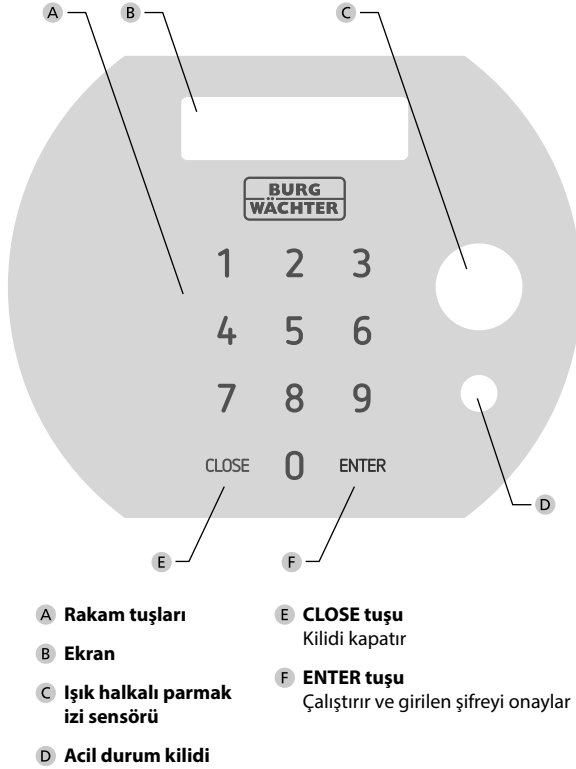 A B C
BURG
WÄCHTER
1 2 3
4 5 6
7 8 9
CLOSE 0 ENTER
D
E F
A Rakam tuşları
B Ekran
C Işık halkalı parmak
izi sensörü
D Acil durum kilidi
E CLOSE tuşu
Kilidi kapatır
F ENTER tuşu
Çalıştırır ve girilen şifreyi onaylar